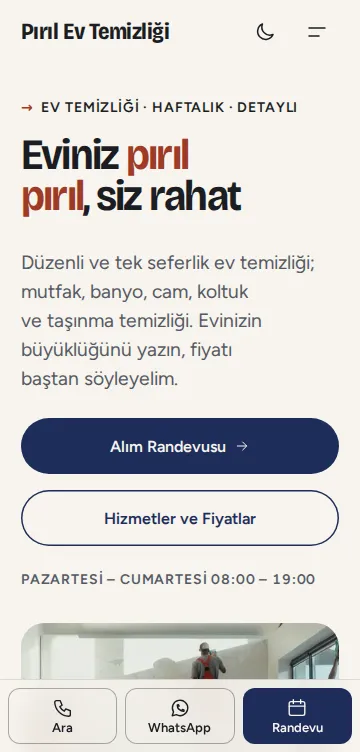 Pırıl Ev Temizliği
→ EV TEMİZLİĞİ · HAFTALIK · DETAYLI
Eviniz pırıl
pırıl, siz rahat
Düzenli ve tek seferlik ev temizliği;
mutfak, banyo, cam, koltuk
ve taşınma temizliği. Evinizin
büyüklüğünü yazın, fiyatı
baştan söyleyelim.
Alım Randevusu →
Hizmetler ve Fiyatlar
PAZARTESİ – CUMARTESİ 08:00 – 19:00
Ara
WhatsApp
Randevu